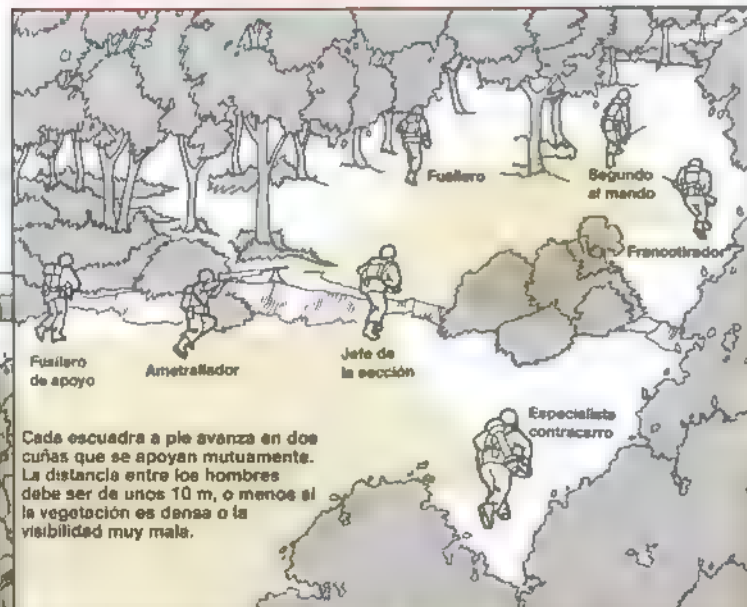 Fusilero
Segundo
al mando
Francotirador
Fusilero
de apoyo
Ametrallador
Jefe de
la sección
Especialista
contracarro
Cada escuadra a pie avanza en dos
cuñas que se apoyan mutuamente.
La distancia entre los hombres
debe ser de unos 10 m, o menos si
la vegetación es densa o la
visibilidad muy mala.